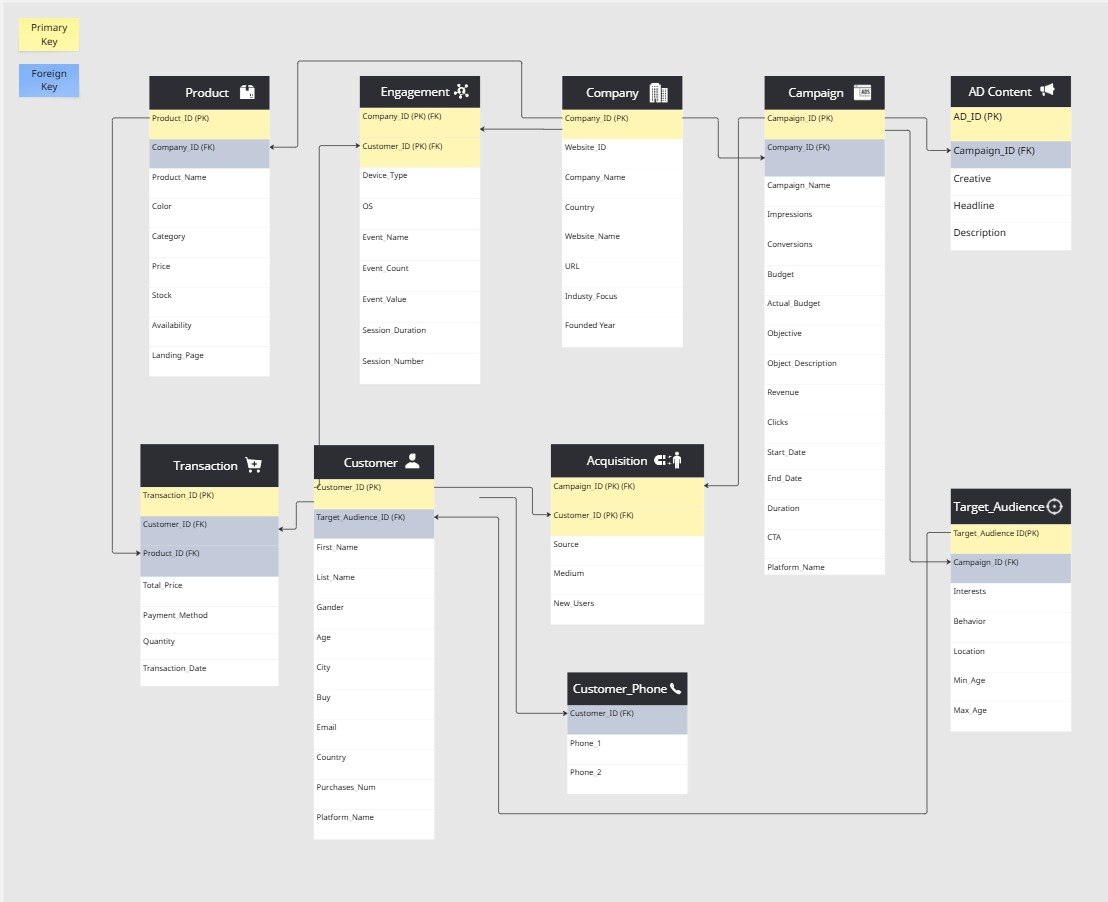 Primary
Key
Foreign
Key
Product
Product_ID (PK)
Company_ID (FK)
Product_Name
Color
Category
Price
Stock
Availability
Landing_Page
Engagement
Company_ID (PK) (FK)
Customer_ID (PK) (FK)
Device_Type
OS
Event_Name
Event_Count
Event_Value
Session_Duration
Session_Number
Company
Company_ID (PK)
Website_ID
Company_Name
Country
Website_Name
URL
Industy_Focus
Founded Year
Campaign
ADS
Campaign_ID (PK)
Company_ID (FK)
Campaign_Name
Impressions
Conversions
Budget
Actual_Budget
Objective
Object_Description
Revenue
Clicks
Start_Date
End_Date
Duration
CTA
Platform_Name
AD Content
AD_ID (PK)
Campaign_ID (FK)
Creative
Headline
Description
Transaction
Transaction_ID (PK)
Customer_ID (FK)
Product_ID (FK)
Total_Price
Payment_Method
Quantity
Transaction_Date
Customer
Customer_ID (PK)
Target_Audience_ID (FK)
First_Name
List_Name
Gander
Age
City
Buy
Email
Country
Purchases_Num
Platform_Name
Acquisition
Campaign_ID (PK) (FK)
Customer_ID (PK) (FK)
Source
Medium
New_Users
Customer_Phone
Customer_ID (FK)
Phone_1
Phone_2
Target_Audience
Target_Audience ID(PK)
Campaign_ID (FK)
Interests
Behavior
Location
Min_Age
Max_Age